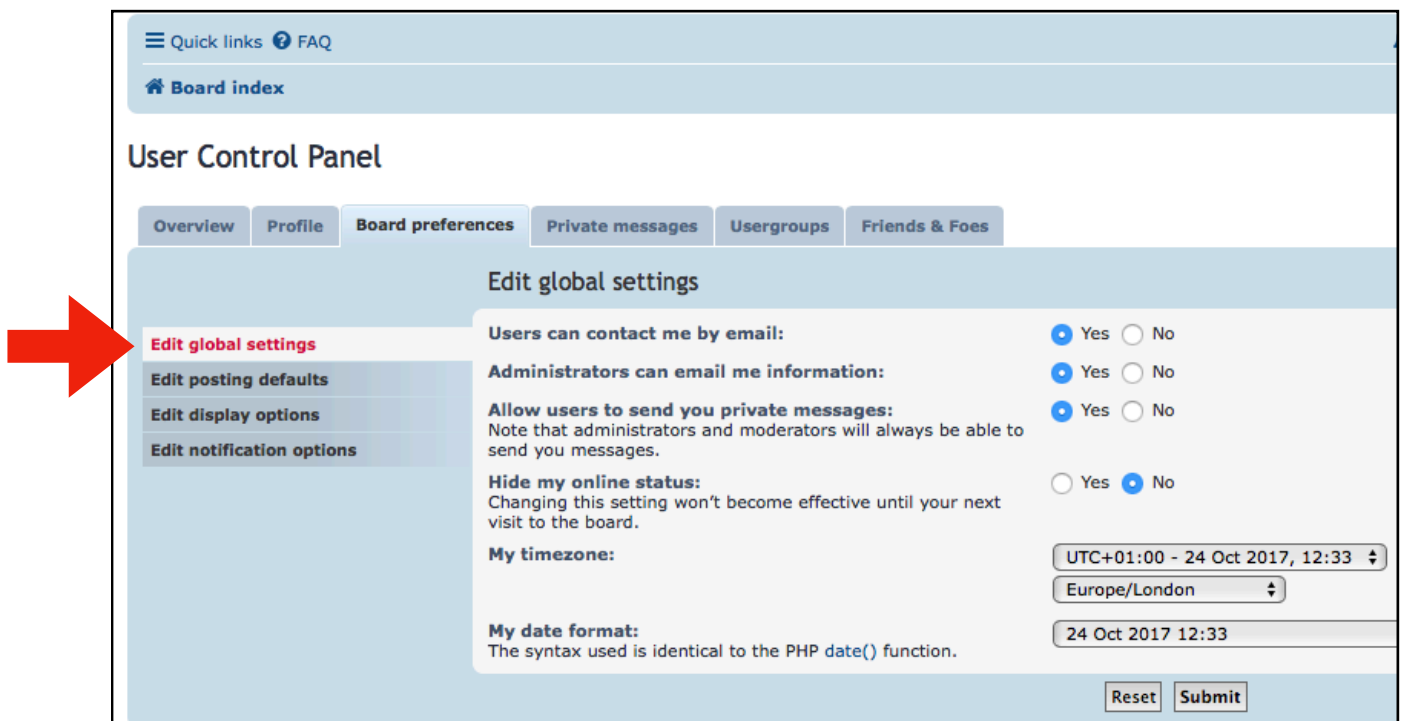 Quick links FAQ
Board index
User Control Panel
Overview Profile Board preferences Private messages Usergroups Friends & Foes
Edit global settings
Edit global settings
Edit posting defaults
Edit display options
Edit notification options
Users can contact me by email: Yes No
Administrators can email me information: Yes No
Allow users to send you private messages: Yes No
Note that administrators and moderators will always be able to
send you messages.
Hide my online status: Yes No
Changing this setting won't become effective until your next
visit to the board.
My timezone: UTC+01:00 - 24 Oct 2017, 12:33
Europe/London
My date format: 24 Oct 2017 12:33
The syntax used is identical to the PHP date() function.
Reset Submit